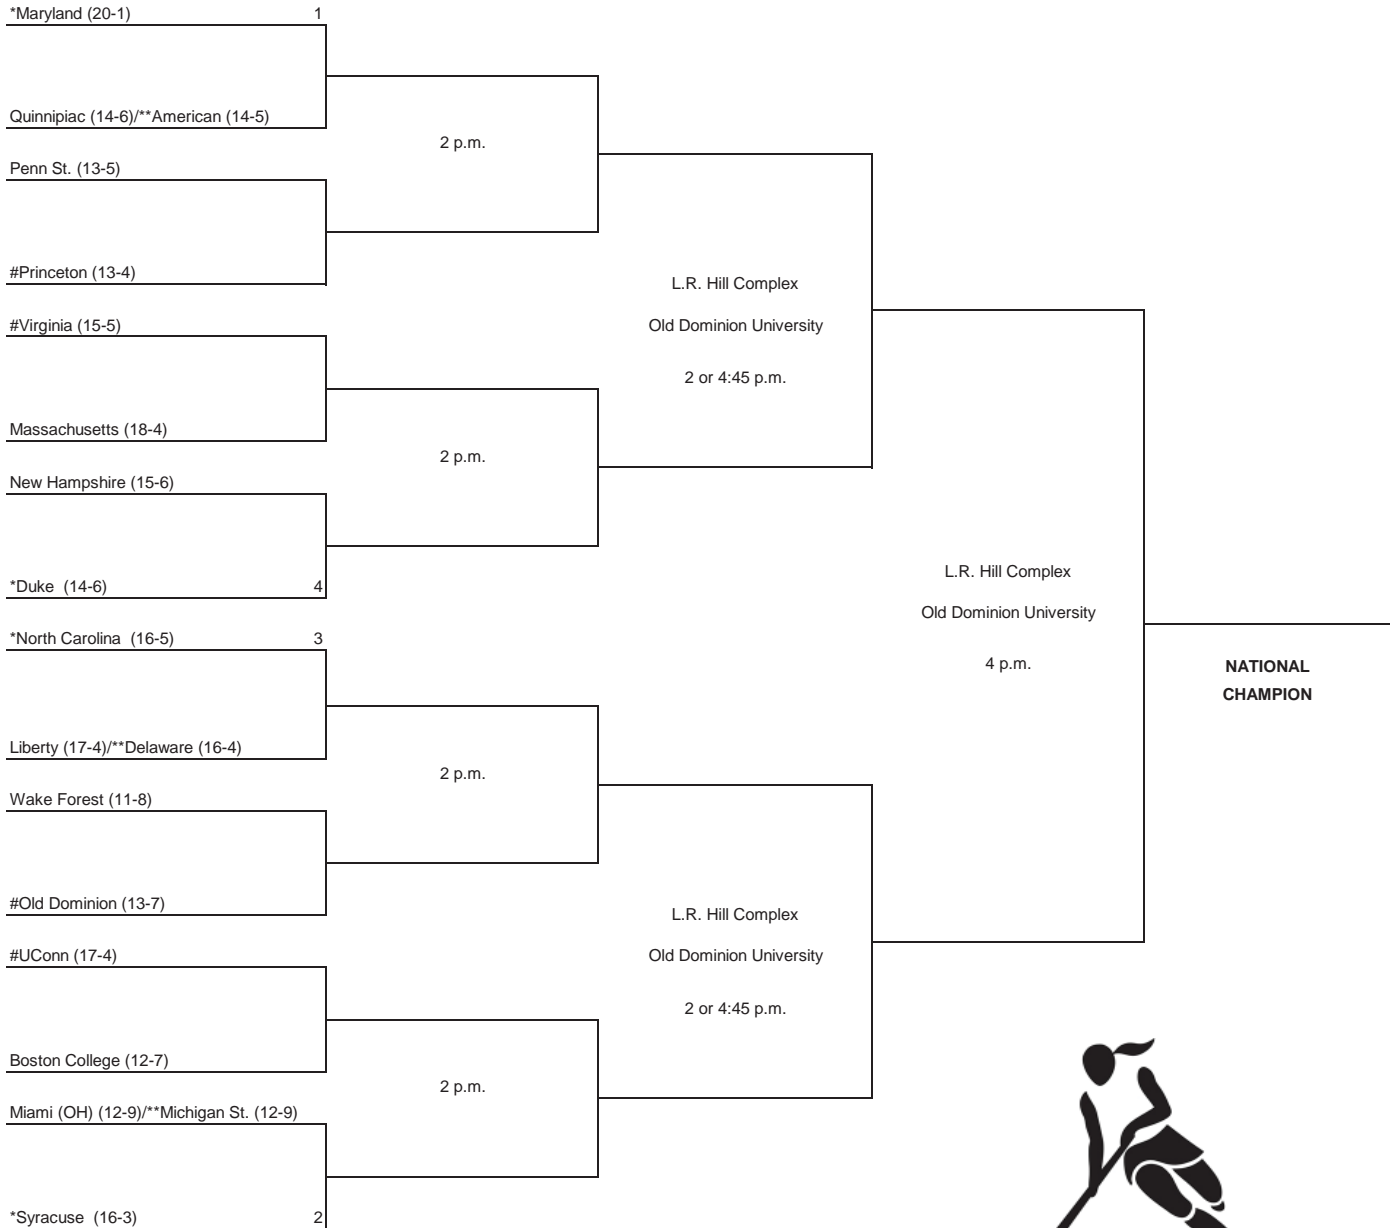 *Maryland (20-1) 1
Quinnipiac (14-6)/**American (14-5)
2 p.m.
Penn St. (13-5)
#Princeton (13-4)
L.R. Hill Complex
#Virginia (15-5)
Old Dominion University
2 or 4:45 p.m.
Massachusetts (18-4)
2 p.m.
New Hampshire (15-6)
L.R. Hill Complex
*Duke (14-6) 4
Old Dominion University
*North Carolina (16-5) 3
4 p.m.
NATIONAL
CHAMPION
Liberty (17-4)/**Delaware (16-4)
2 p.m.
Wake Forest (11-8)
#Old Dominion (13-7)
L.R. Hill Complex
#UConn (17-4)
Old Dominion University
2 or 4:45 p.m.
Boston College (12-7)
2 p.m.
Miami (OH) (12-9)/**Michigan St. (12-9)
*Syracuse (16-3) 2